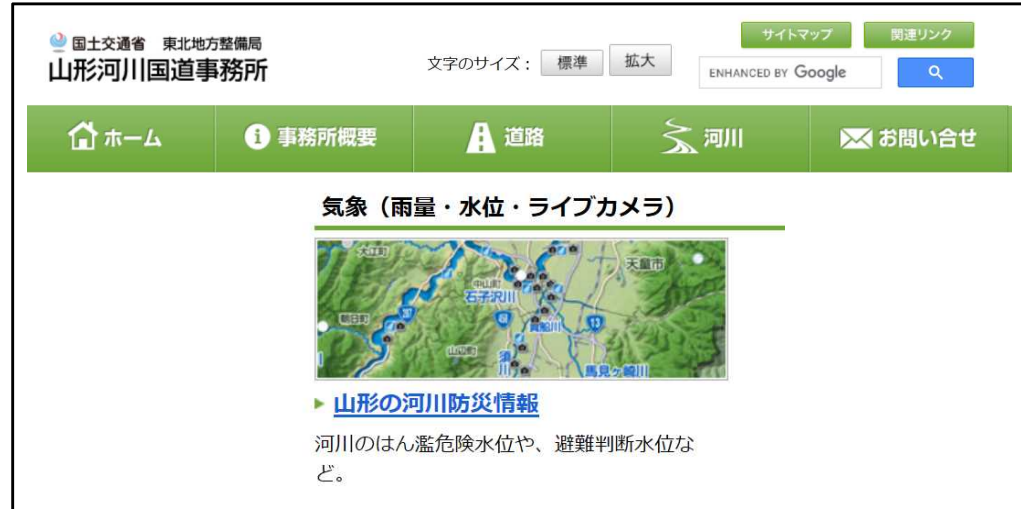 国土交通省 東北地方整備局
山形河川国道事務所
文字のサイズ： 標準 拡大
サイトマップ 関連リンク
ENHANCED BY Google
ホーム 事務所概要 道路 河川 お問い合せ
気象（雨量・水位・ライブカメラ）
大江町
天童市
中山町
石子沢川
朝日町
287
458
貴船川
13
山辺町
須川
馬見ヶ崎川
山形の河川防災情報
河川のはん濫危険水位や、避難判断水位な
ど。